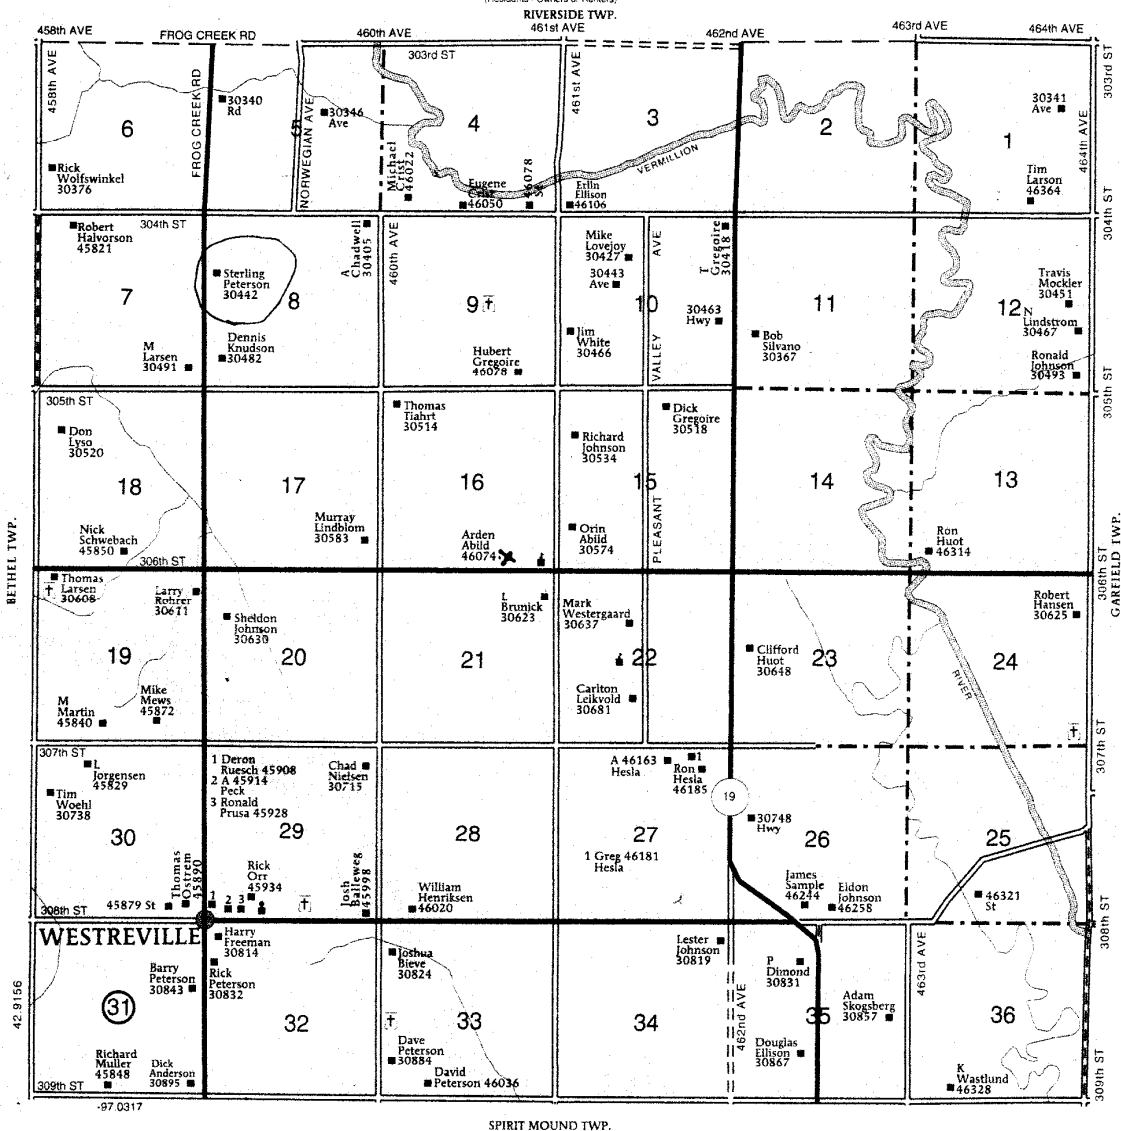 RIVERSIDE TWP.
458th AVE
FROG CREEK RD
460th AVE
461st AVE
462nd AVE
463rd AVE
464th AVE
303rd ST
458th AVE
FROG CREEK RD
NORWEGIAN AVE
461st AVE
464th AVE
303rd ST
6
30340
Rd
5
30346
Ave
4
3
VERMILLION
2
1
30341
Ave
Rick
Wolfswinkel
30376
Michael
Crist
46022
Eugene
Crist
46050
46078
St
Erlin
Ellison
46106
Tim
Larson
46364
304th ST
304th ST
Robert
Halvorson
45821
7
M
Larsen
30491
Sterling
Peterson
30442
8
Dennis
Knudson
30482
A
Chadwell
30405
460th AVE
9
Hubert
Gregoire
46078
Mike
Lovejoy
30427
30443
Ave
10
Jim
White
30466
VALLEY AVE
T
Gregoire
30418
30463
Hwy
11
Bob
Silvano
30367
12
Travis
Mockler
30451
N
Lindstrom
30467
Ronald
Johnson
30493
305th ST
305th ST
Don
Lyso
30520
18
Nick
Schwebach
45850
17
Murray
Lindblom
30583
Thomas
Tiahrt
30514
16
Arden
Abild
46074
Richard
Johnson
30534
15
Orin
Abild
30574
PLEASANT
Dick
Gregoire
30518
14
13
Ron
Huot
46314
BETHEL TWP.
GARFIELD TWP.
306th ST
306th ST
Thomas
Larsen
30608
Larry
Rohrer
30611
19
M
Martin
45840
Mike
Mews
45872
Sheldon
Johnson
30630
20
21
L
Brunick
30623
Mark
Westergaard
30637
22
Carlton
Leikvold
30681
Clifford
Huot
30648
23
24
RIVER
Robert
Hansen
30625
307th ST
307th ST
L
Jorgensen
45829
Tim
Woehl
30738
30
Thomas
Ostrem
45890
45879 St
1 Deron
Ruesch 45908
2 A 45914
Peck
3 Ronald
Prusa 45928
29
Chad
Nielsen
30715
Rick
Orr
45934
1
2
3
Josh
Balleweg
45998
28
William
Henriksen
46020
A 46163
Hesla
1
Ron
Hesla
46185
27
1 Greg 46181
Hesla
19
30748
Hwy
26
James
Sample
46244
Eidon
Johnson
46258
25
46321
St
308th ST
308th ST
WESTREVILLE
Harry
Freeman
30814
Rick
Peterson
30832
Barry
Peterson
30843
31
Richard
Muller
45848
Dick
Anderson
30895
32
Joshua
Bieve
30824
33
Dave
Peterson
30884
David
Peterson 46036
34
Lester
Johnson
30819
462nd AVE
P
Dimond
30831
35
Adam
Skogsberg
30857
Douglas
Ellison
30867
463rd AVE
36
K
Wastlund
46328
42.9156
309th ST
309th ST
-97.0317
SPIRIT MOUND TWP.